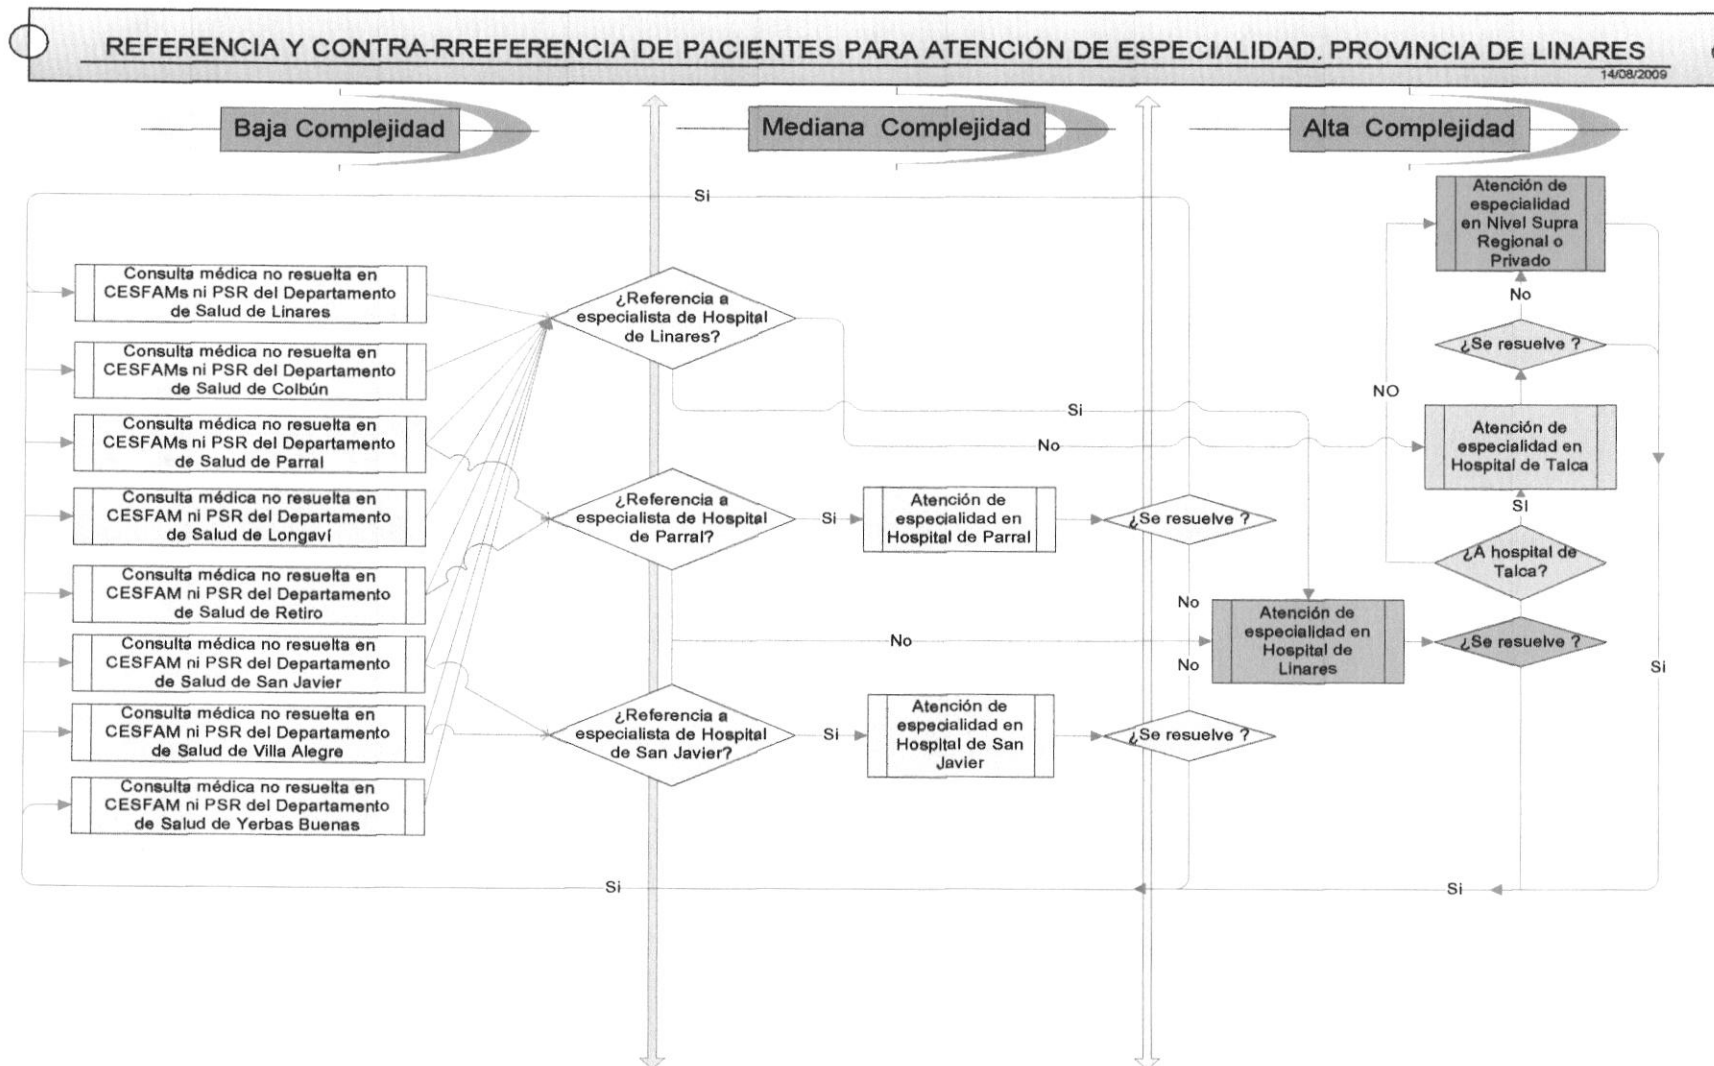 REFERENCIA Y CONTRA-RREFERENCIA DE PACIENTES PARA ATENCIÓN DE ESPECIALIDAD. PROVINCIA DE LINARES
14/08/2009
Baja Complejidad
Mediana Complejidad
Alta Complejidad
Si
Atención de
especialidad
en Nivel Supra
Regional o
Privado
Consulta médica no resuelta en
CESFAMs ni PSR del Departamento
de Salud de Linares
¿Referencia a
especialista de Hospital
de Linares?
No
¿Se resuelve ?
Consulta médica no resuelta en
CESFAMs ni PSR del Departamento
de Salud de Colbún
NO
Si
No
Atención de
especialidad en
Hospital de Talca
Consulta médica no resuelta en
CESFAMs ni PSR del Departamento
de Salud de Parral
Consulta médica no resuelta en
CESFAM ni PSR del Departamento
de Salud de Longaví
¿Referencia a
especialista de Hospital
de Parral?
Si
Atención de
especialidad en
Hospital de Parral
¿Se resuelve ?
SI
¿A hospital de
Talca?
Consulta médica no resuelta en
CESFAM ni PSR del Departamento
de Salud de Retiro
No
Atención de
especialidad en
Hospital de
Linares
¿Se resuelve ?
No
No
Si
Consulta médica no resuelta en
CESFAM ni PSR del Departamento
de Salud de San Javier
Consulta médica no resuelta en
CESFAM ni PSR del Departamento
de Salud de Villa Alegre
¿Referencia a
especialista de Hospital
de San Javier?
Si
Atención de
especialidad en
Hospital de San
Javier
¿Se resuelve ?
Consulta médica no resuelta en
CESFAM ni PSR del Departamento
de Salud de Yerbas Buenas
Si
Si